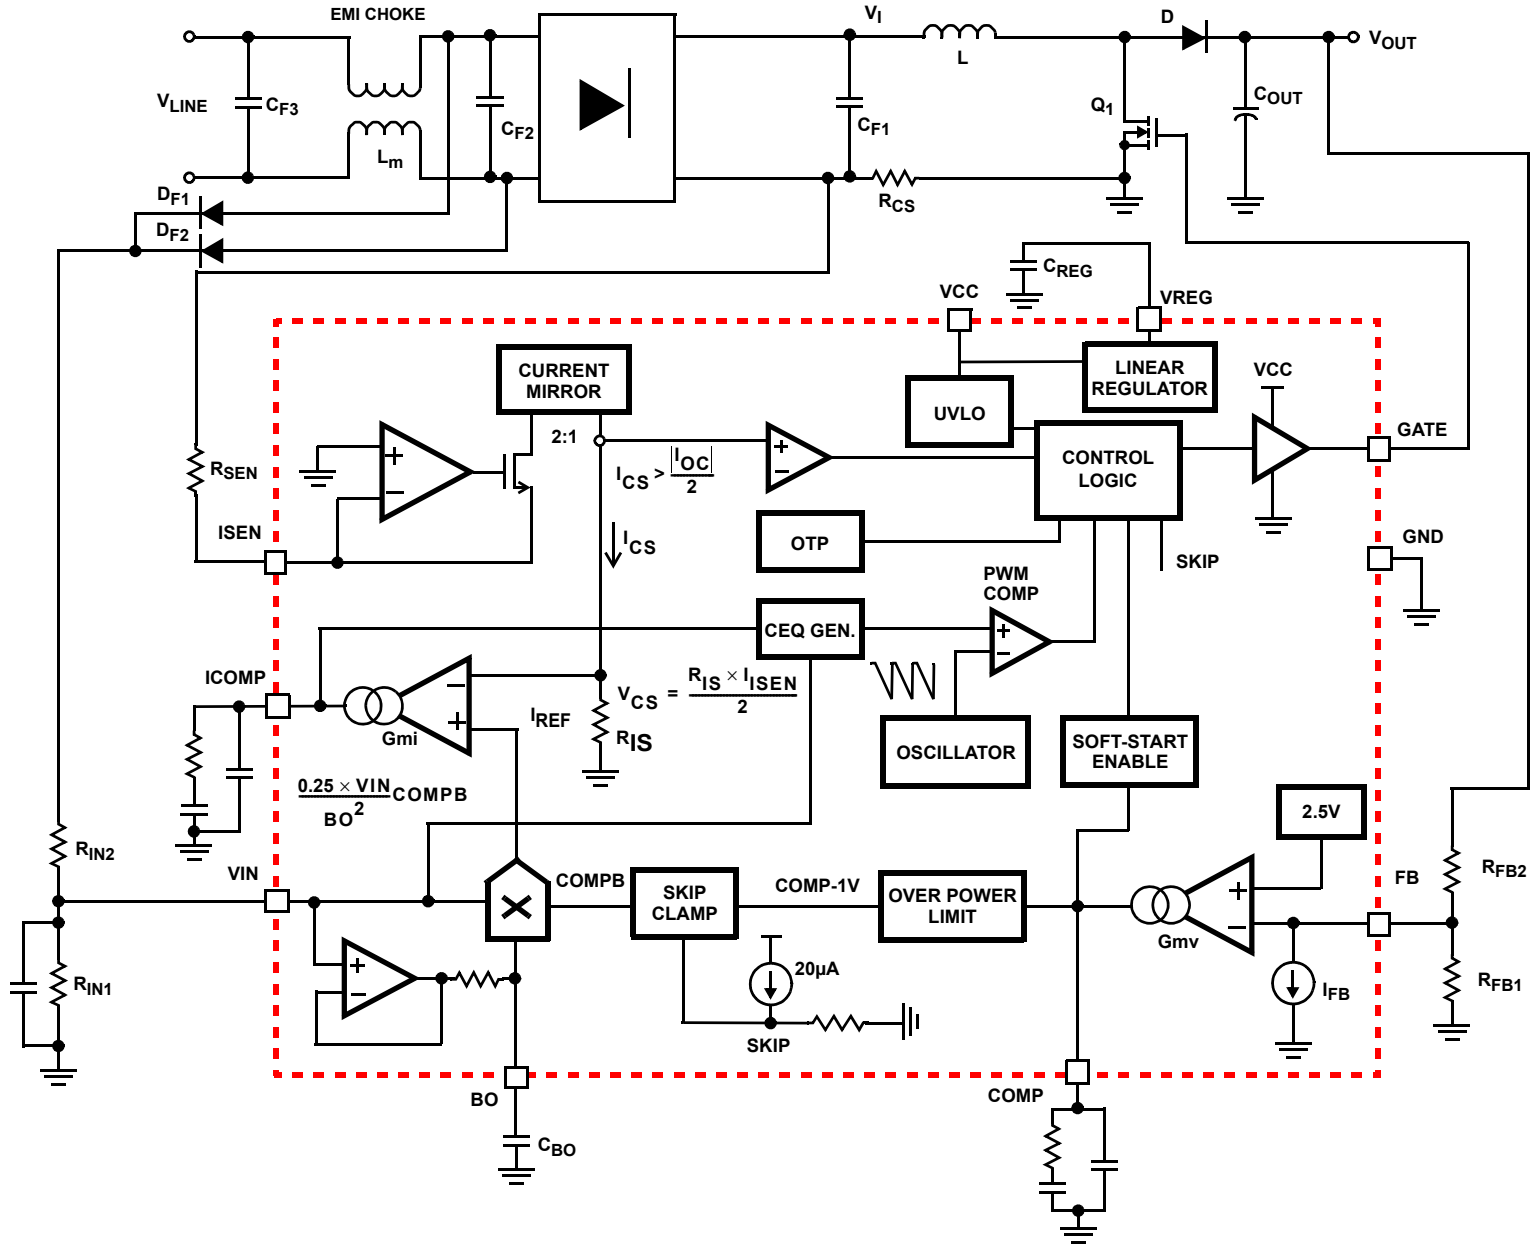 EMI CHOKE
VI
D
VOUT
L
VLINE
CF3
CF2
CF1
Q1
COUT
Lm
RCS
DF1
DF2
CREG
VCC
VREG
CURRENT
MIRROR
LINEAR
REGULATOR
VCC
UVLO
2:1
GATE
RSEN
ICS > |IOC|
2
CONTROL
LOGIC
ISEN
ICS
OTP
GND
SKIP
PWM
COMP
CEQ GEN.
ICOMP
VCS = RIS × IISEN
2
IREF
Gmi
RIS
OSCILLATOR
SOFT-START
ENABLE
0.25 × VIN
COMPB
BO2
2.5V
RIN2
VIN
COMPB
SKIP
CLAMP
COMP-1V
OVER POWER
LIMIT
FB
RFB2
Gmv
20µA
RIN1
IFB
RFB1
SKIP
BO
COMP
CBO